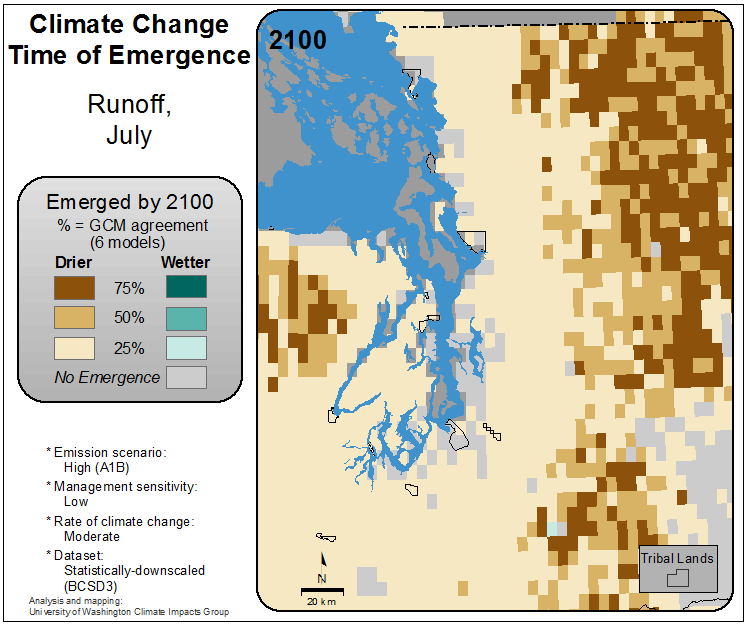 Climate Change
Time of Emergence
Runoff,
July
Emerged by 2100
% = GCM agreement
(6 models)
Drier Wetter
75%
50%
25%
No Emergence
* Emission scenario:
High (A1B)
* Management sensitivity:
Low
* Rate of climate change:
Moderate
* Dataset:
Statistically-downscaled
(BCSD3)
Analysis and mapping:
University of Washington Climate Impacts Group
2100
N
20 km
Tribal Lands